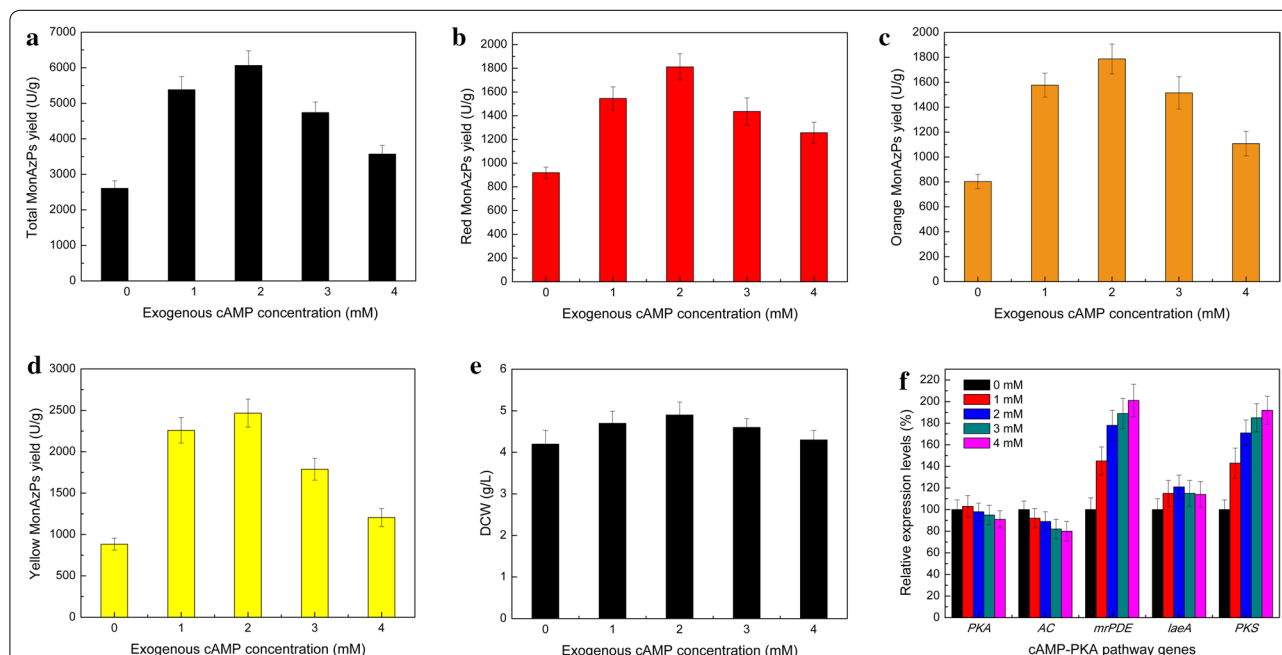 a
7000
6000
5000
4000
3000
2000
1000
0
Total MonAzPs yield (U/g)
0 1 2 3 4
Exogenous cAMP concentration (mM)
b
2000
1800
1600
1400
1200
1000
800
600
400
200
0
Red MonAzPs yield (U/g)
0 1 2 3 4
Exogenous cAMP concentration (mM)
c
2000
1800
1600
1400
1200
1000
800
600
400
200
0
Orange MonAzPs yield (U/g)
0 1 2 3 4
Exogenous cAMP concentration (mM)
d
3000
2500
2000
1500
1000
500
0
Yellow MonAzPs yield (U/g)
0 1 2 3 4
Exogenous cAMP concentration (mM)
e
6
5
4
3
2
1
0
DCW (g/L)
0 1 2 3 4
Exogenous cAMP concentration (mM)
f
220
200
180
160
140
120
100
80
60
40
20
0
Relative expression levels (%)
0 mM
1 mM
2 mM
3 mM
4 mM
PKA AC mrPDE laeA PKS
cAMP-PKA pathway genes